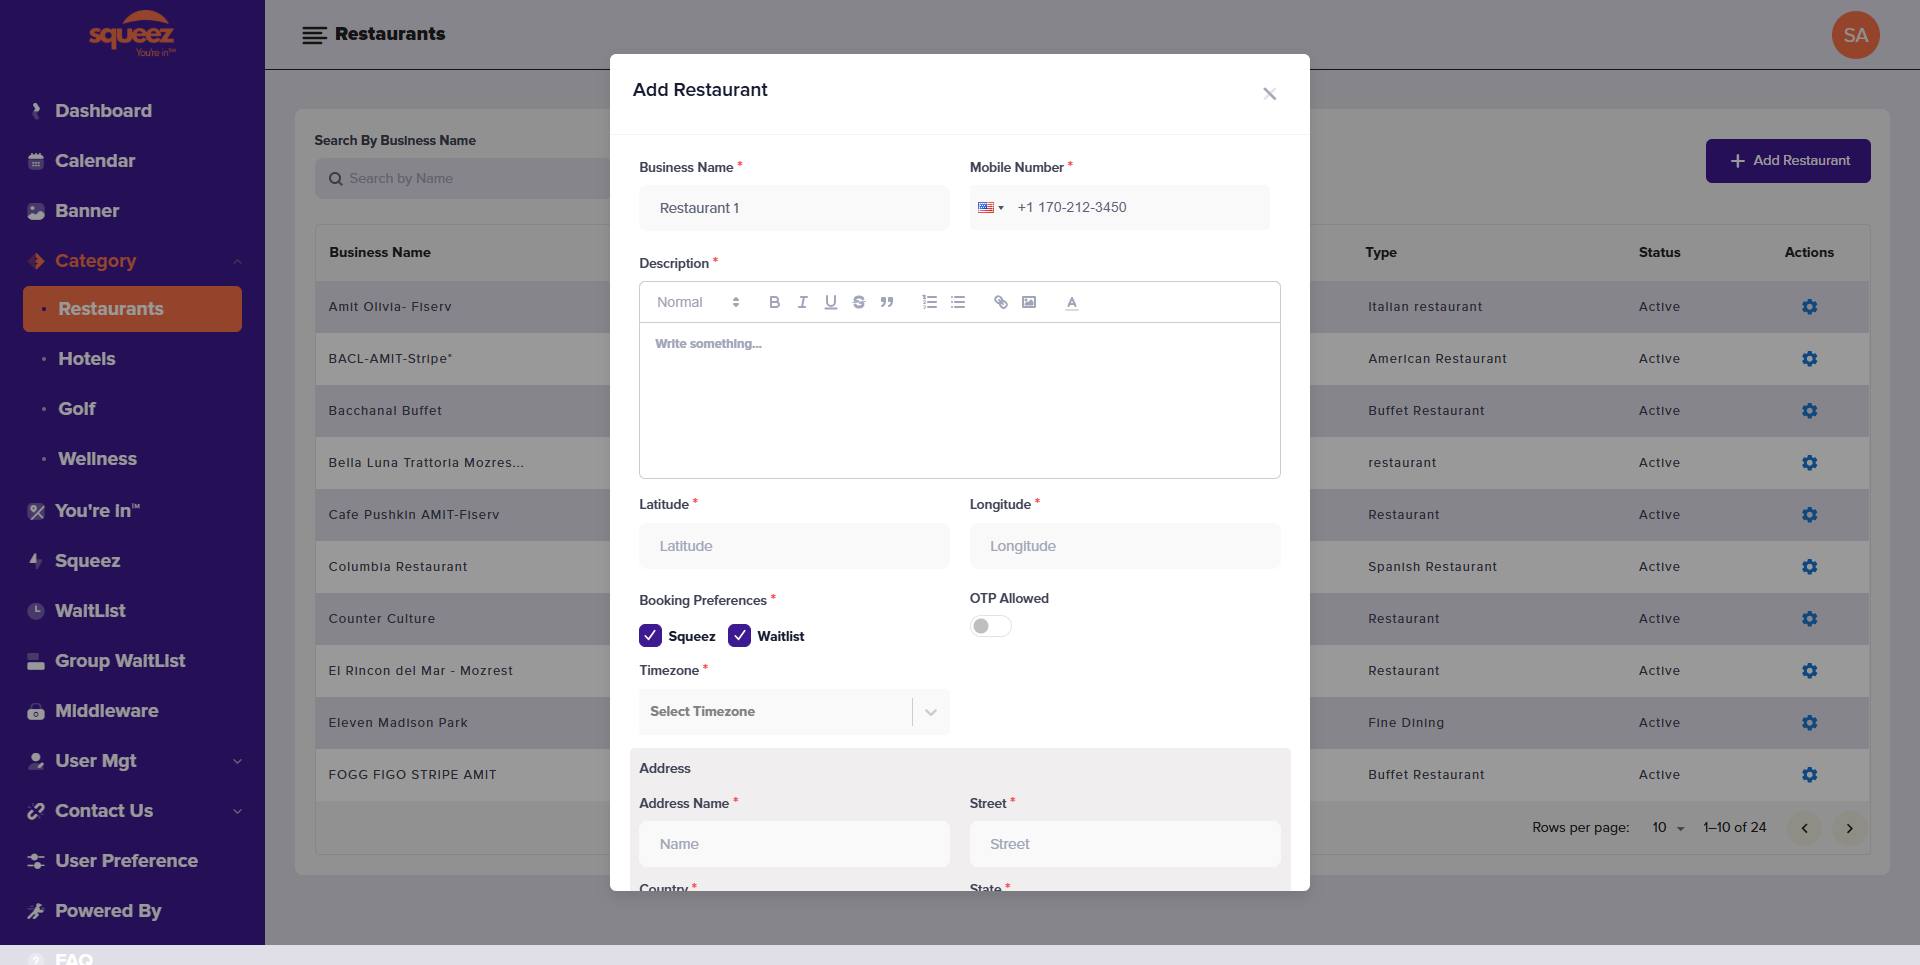 squeez
You're in™
Dashboard
Calendar
Banner
Category
Restaurants
Hotels
Golf
Wellness
You're In™
Squeez
WaitList
Group WaitList
Middleware
User Mgt
Contact Us
User Preference
Powered By
FAQ
Restaurants
SA
Search By Business Name
Search by Name
+ Add Restaurant
Business Name Type Status Actions
Amit Olivia- Fiserv Italian restaurant Active
BACL-AMIT-Stripe* American Restaurant Active
Bacchanal Buffet Buffet Restaurant Active
Bella Luna Trattoria Mozres... restaurant Active
Cafe Pushkin AMIT-Fiserv Restaurant Active
Columbia Restaurant Spanish Restaurant Active
Counter Culture Restaurant Active
El Rincon del Mar - Mozrest Restaurant Active
Eleven Madison Park Fine Dining Active
FOGG FIGO STRIPE AMIT Buffet Restaurant Active
Rows per page: 10 1–10 of 24
Add Restaurant
Business Name * Mobile Number *
Restaurant 1 +1 170-212-3450
Description *
Normal B I U S A
Write something...
Latitude * Longitude *
Latitude Longitude
Booking Preferences * OTP Allowed
Squeez Waitlist
Timezone *
Select Timezone
Address
Address Name * Street *
Name Street
Country * State *